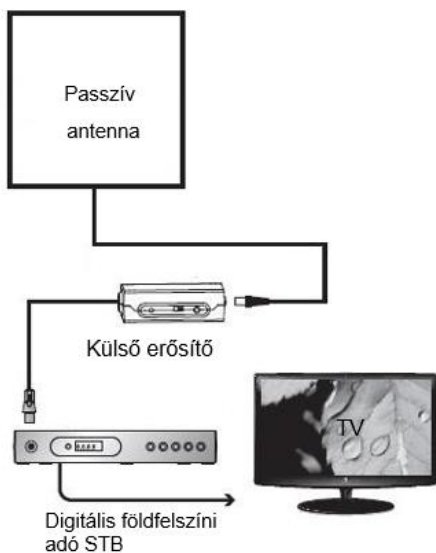 Passzív
antenna
Külső erősítő
TV
Digitális földfelszíni
adó STB